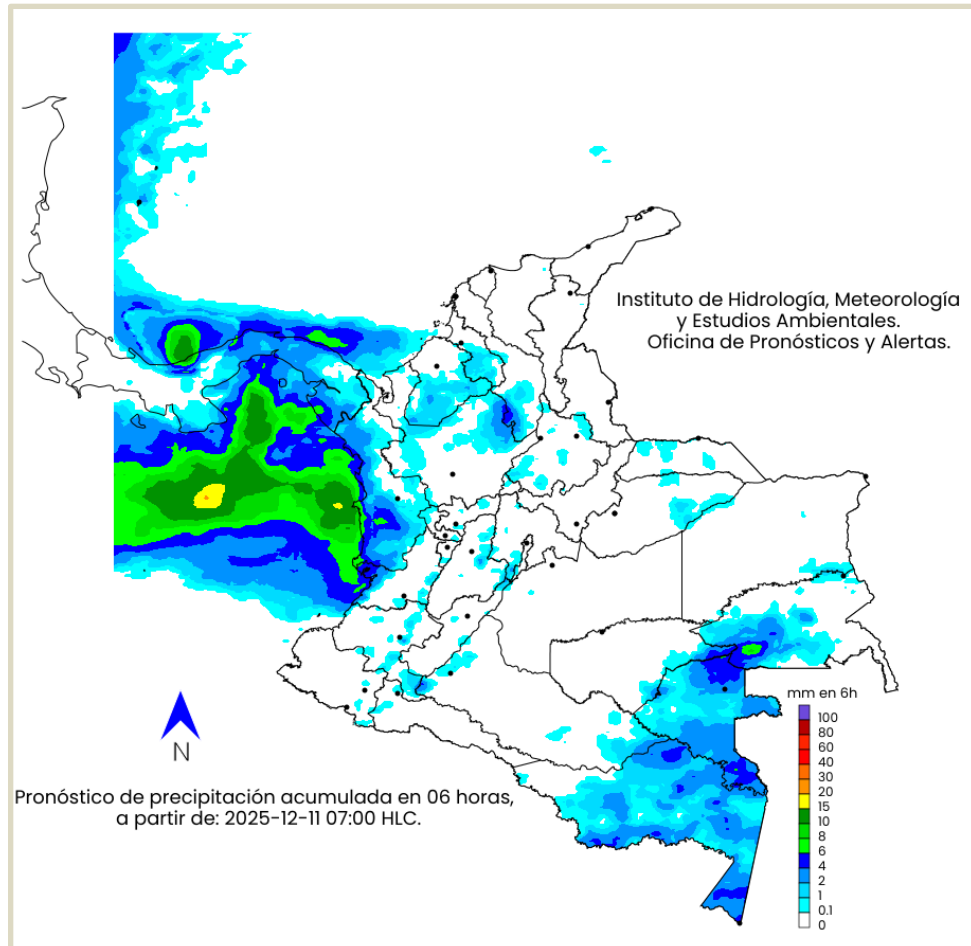 Instituto de Hidrología, Meteorología
y Estudios Ambientales.
Oficina de Pronósticos y Alertas.
mm en 6h
100
80
60
40
30
20
15
10
8
6
4
2
1
0.1
0
N
Pronóstico de precipitación acumulada en 06 horas,
a partir de: 2025-12-11 07:00 HLC.